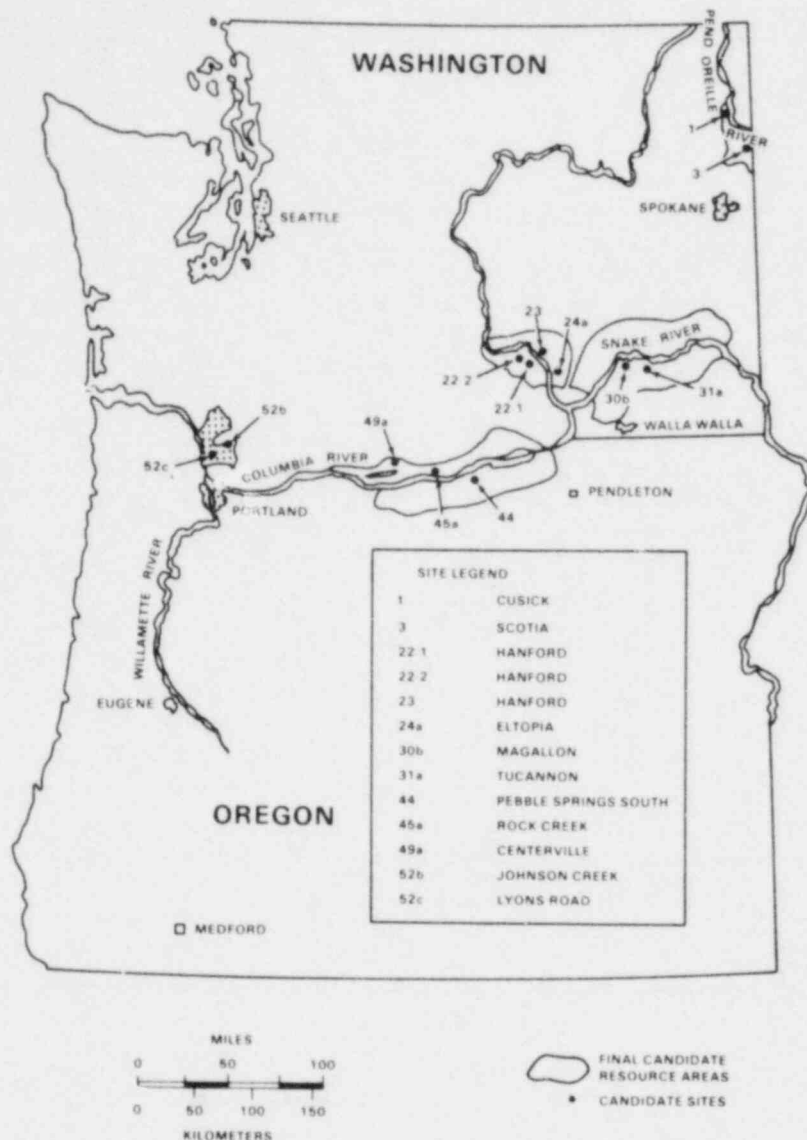 WASHINGTON
PEND OREILLE
RIVER
1
3
SPOKANE
SEATTLE
23
24a
SNAKE RIVER
22 2
22 1
30b
31a
WALLA WALLA
52b
52c
49a
COLUMBIA RIVER
45a
44
PENDLETON
PORTLAND
WILLAMETTE RIVER
EUGENE
OREGON
MEDFORD
SITE LEGEND
1 CUSICK
3 SCOTIA
22 1 HANFORD
22 2 HANFORD
23 HANFORD
24a ELTOPIA
30b MAGALLON
31a TUCANNON
44 PEBBLE SPRINGS SOUTH
45a ROCK CREEK
49a CENTERVILLE
52b JOHNSON CREEK
52c LYONS ROAD
MILES
0 50 100
0 50 100 150
KILOMETERS
FINAL CANDIDATE
RESOURCE AREAS
CANDIDATE SITES